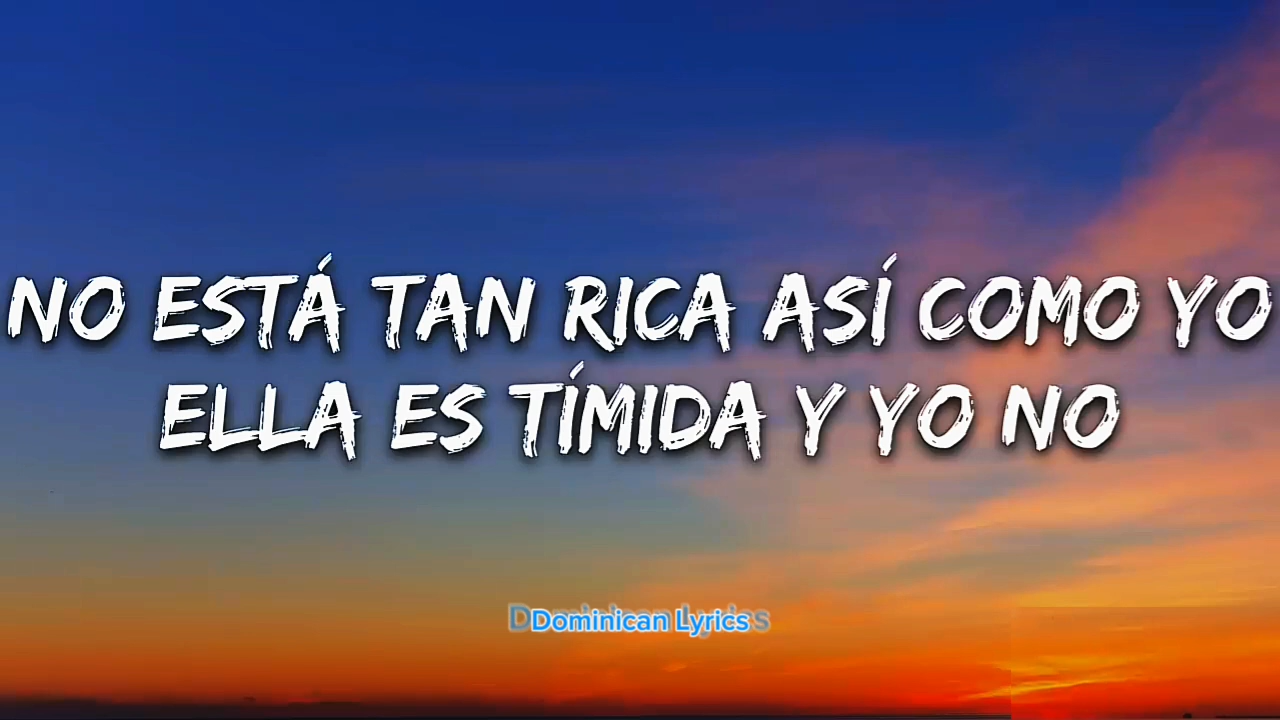 NO ESTÁ TAN RICA ASÍ COMO YO
ELLA ES TÍMIDA Y YO NO
Dominican Lyrics